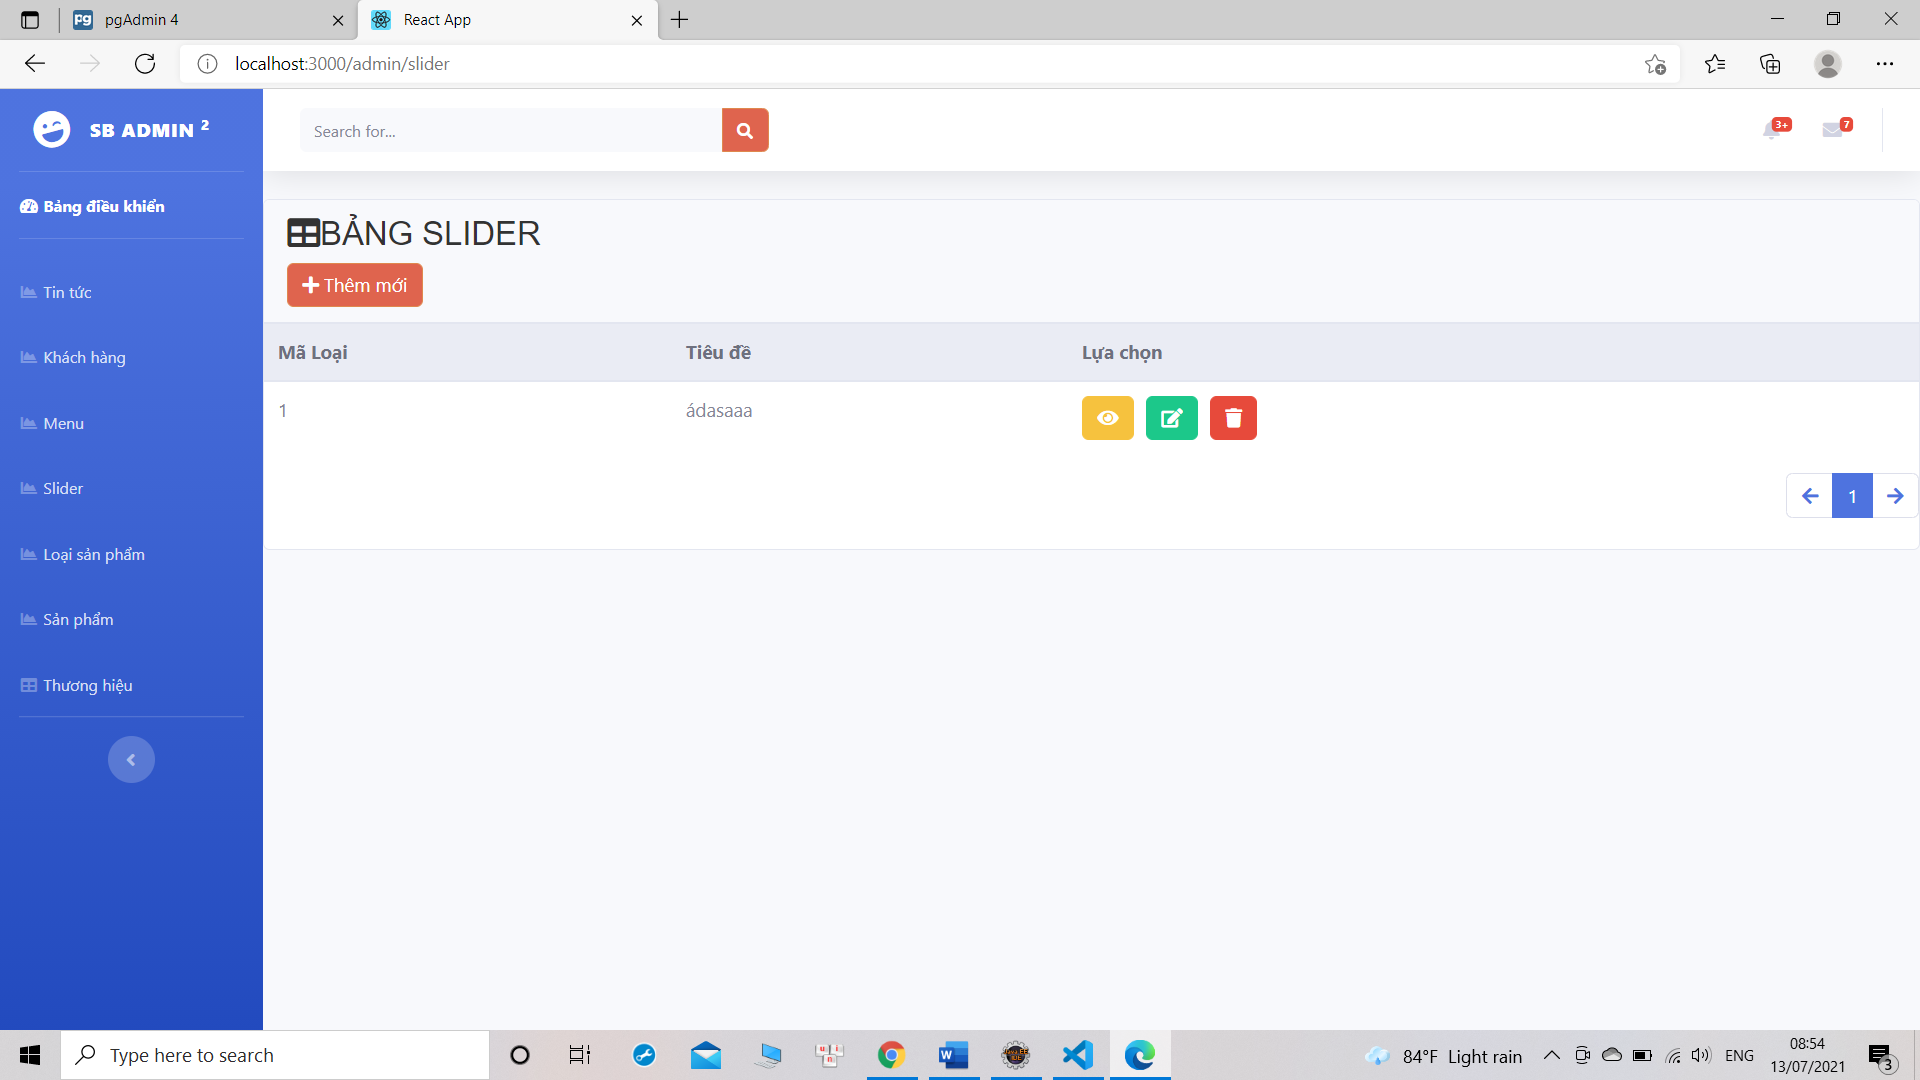 pgAdmin 4
React App
localhost:3000/admin/slider
SB ADMIN 2
Search for...
3+
7
Bảng điều khiển
Tin tức
Khách hàng
Menu
Slider
Loại sản phẩm
Sản phẩm
Thương hiệu
BẢNG SLIDER
Thêm mới
Mã Loại Tiêu đề Lựa chọn
1 ádasaaa
1
Type here to search
84°F Light rain
ENG
08:54
13/07/2021
3